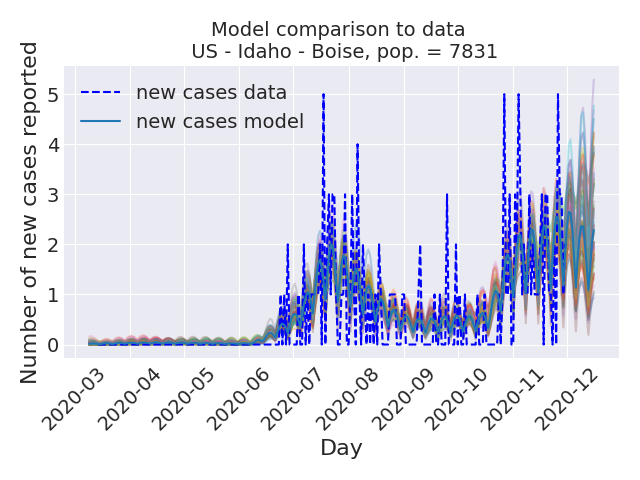 Model comparison to data
US - Idaho - Boise, pop. = 7831
Number of new cases reported
5
4
3
2
1
0
new cases data
new cases model
2020-03
2020-04
2020-05
2020-06
2020-07
2020-08
2020-09
2020-10
2020-11
2020-12
Day